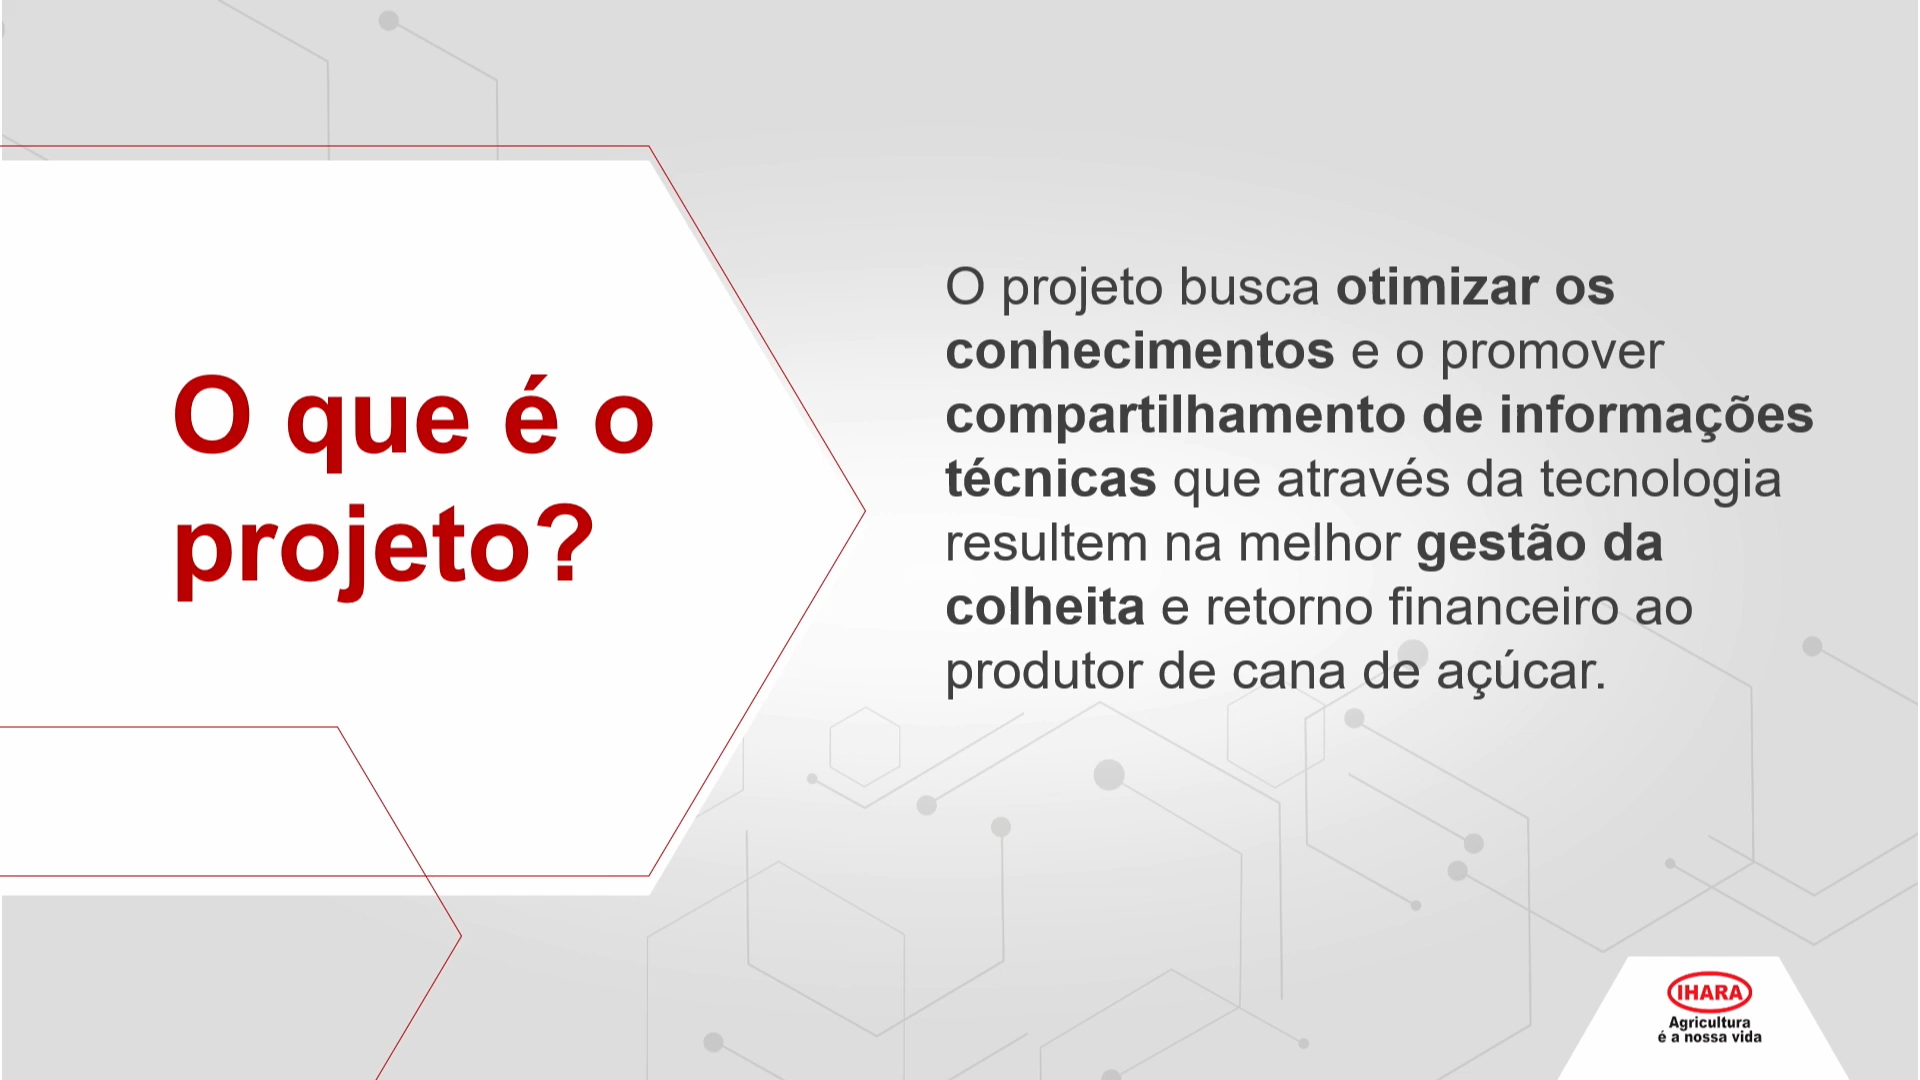 O que é o
projeto?
O projeto busca otimizar os
conhecimentos e o promover
compartilhamento de informações
técnicas que através da tecnologia
resultem na melhor gestão da
colheita e retorno financeiro ao
produtor de cana de açúcar.
IHARA
Agricultura
é a nossa vida